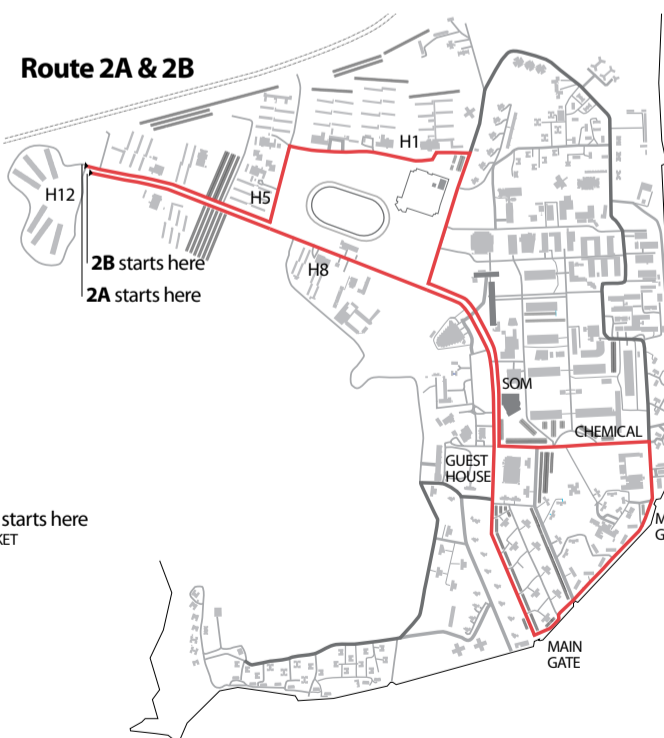 Route 2A & 2B
H1
H12
H5
2B starts here
H8
2A starts here
SOM
CHEMICAL
GUEST
HOUSE
starts here
MAIN
GATE